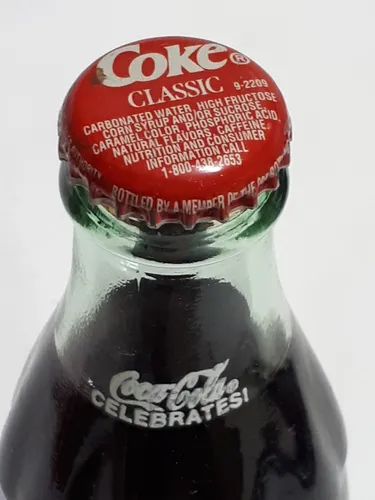 Coke®
CLASSIC 9-2209
CARBONATED WATER, HIGH FRUCTOSE
CORN SYRUP AND/OR SUCROSE,
CARAMEL COLOR, PHOSPHORIC ACID,
NATURAL FLAVORS, CAFFEINE.
NUTRITION AND CONSUMER
INFORMATION CALL
1-800-438-2653
BOTTLED BY A MEMBER OF THE
Coca-Cola
CELEBRATES!